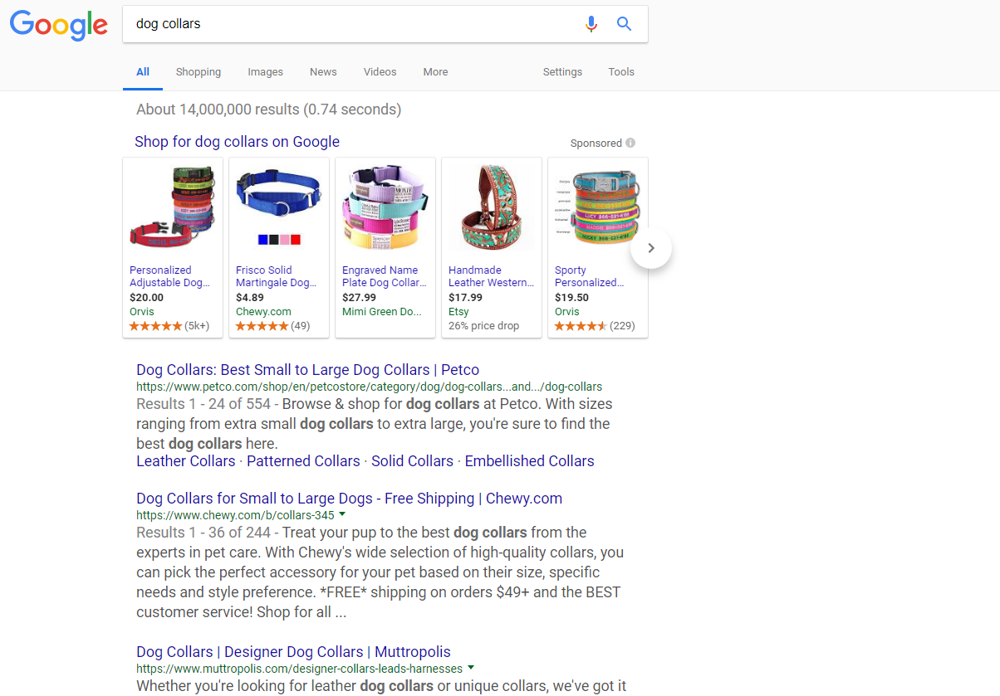 Google
dog collars
All Shopping Images News Videos More Settings Tools
About 14,000,000 results (0.74 seconds)
Shop for dog collars on Google
Sponsored
Personalized
Adjustable Dog...
$20.00
Orvis
(5k+)
Frisco Solid
Martingale Dog...
$4.89
Chewy.com
(49)
Engraved Name
Plate Dog Collar...
$27.99
Mimi Green Do...
Handmade
Leather Western...
$17.99
Etsy
26% price drop
LUCY 866-531-6188
Sporty
Personalized...
$19.50
Orvis
(229)
Dog Collars: Best Small to Large Dog Collars | Petco
https://www.petco.com/shop/en/petcostore/category/dog/dog-collars...and.../dog-collars
Results 1 - 24 of 554 - Browse & shop for dog collars at Petco. With sizes
ranging from extra small dog collars to extra large, you're sure to find the
best dog collars here.
Leather Collars · Patterned Collars · Solid Collars · Embellished Collars
Dog Collars for Small to Large Dogs - Free Shipping | Chewy.com
https://www.chewy.com/b/collars-345
Results 1 - 36 of 244 - Treat your pup to the best dog collars from the
experts in pet care. With Chewy's wide selection of high-quality collars, you
can pick the perfect accessory for your pet based on their size, specific
needs and style preference. *FREE* shipping on orders $49+ and the BEST
customer service! Shop for all ...
Dog Collars | Designer Dog Collars | Muttropolis
https://www.muttropolis.com/designer-collars-leads-harnesses
Whether you're looking for leather dog collars or unique collars, we've got it